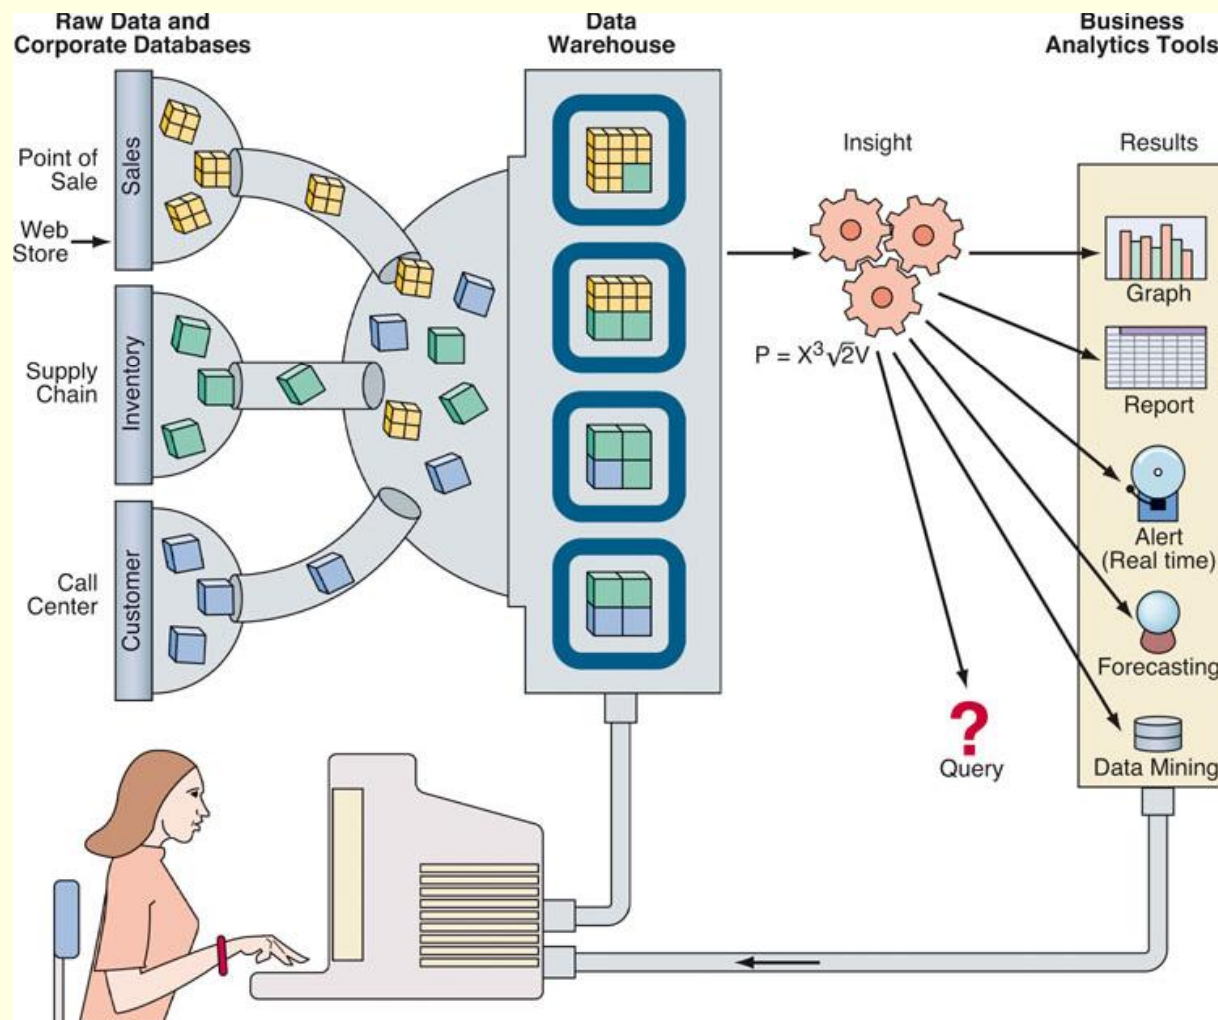 Raw Data and
Corporate Databases
Data
Warehouse
Business
Analytics Tools
Point of
Sale
Web
Store
Sales
Supply
Chain
Inventory
Call
Center
Customer
Insight
P = X³√2V
Results
Graph
Report
Alert
(Real time)
Forecasting
Data Mining
?
Query